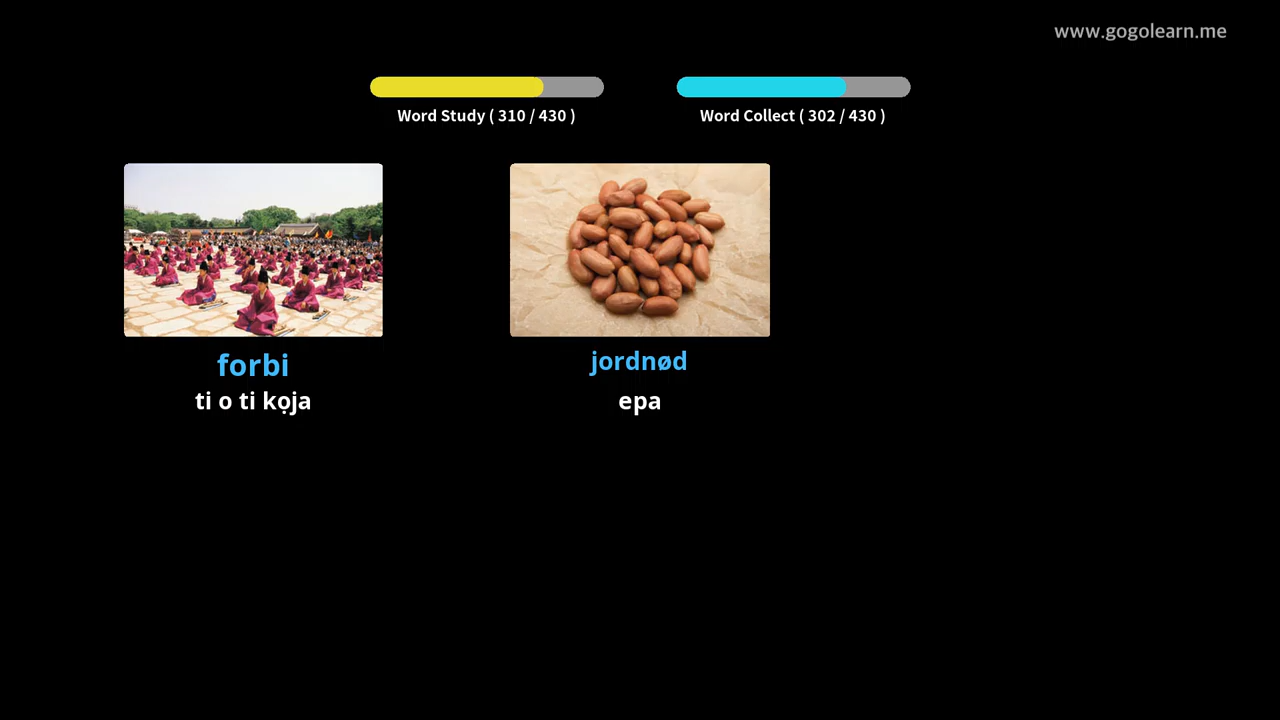 www.gogolearn.me
Word Study ( 310 / 430 )
Word Collect ( 302 / 430 )
forbi
ti o ti kọja
jordnød
epa